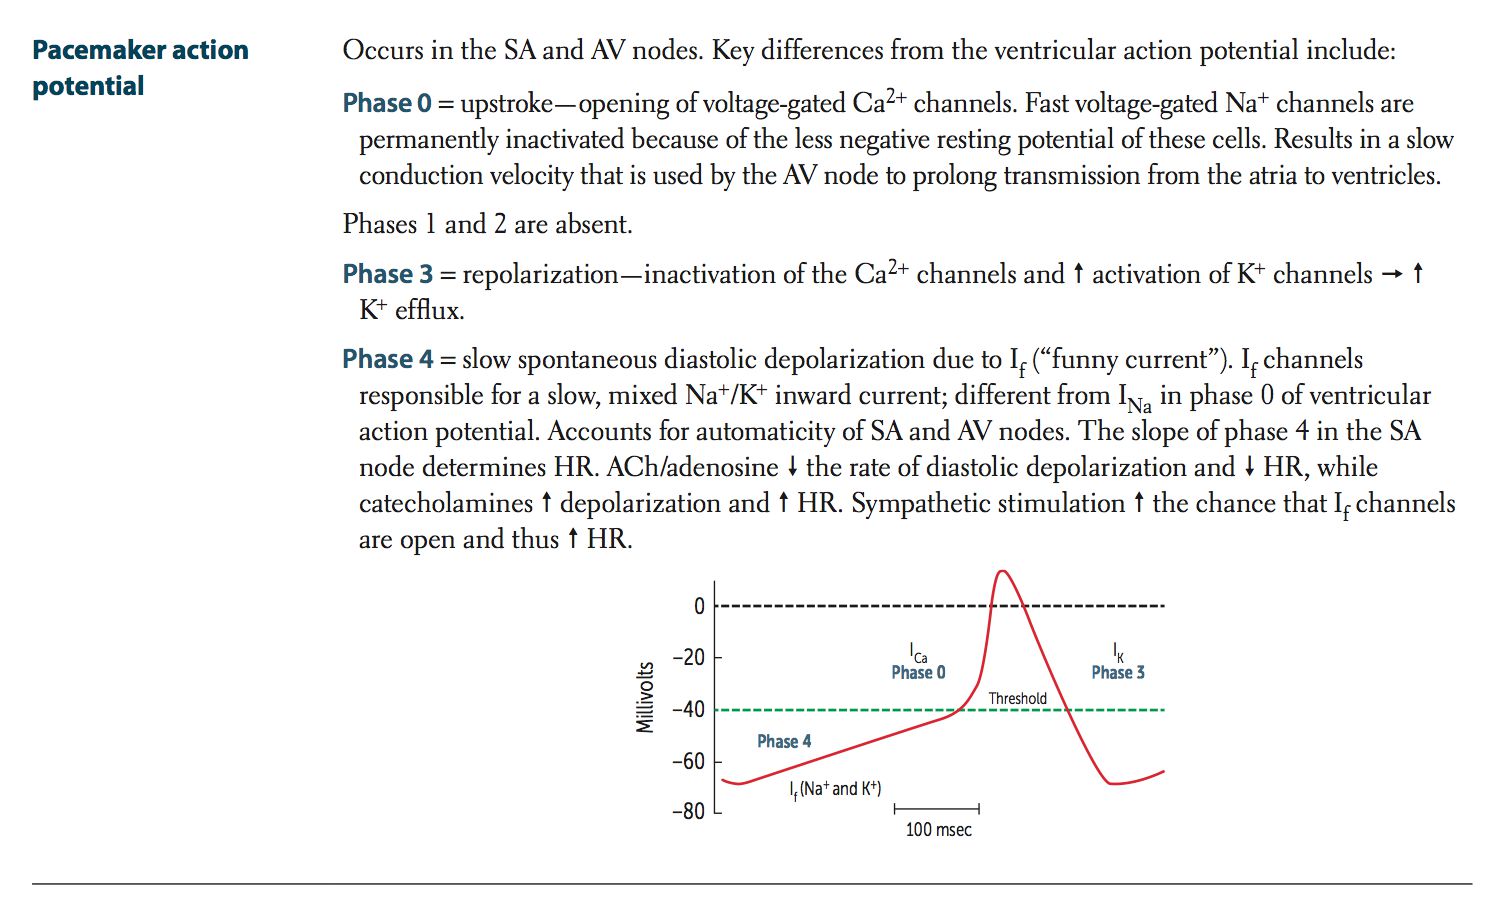 Pacemaker action
potential
Occurs in the SA and AV nodes. Key differences from the ventricular action potential include:
Phase 0 = upstroke—opening of voltage-gated Ca²⁺ channels. Fast voltage-gated Na⁺ channels are
permanently inactivated because of the less negative resting potential of these cells. Results in a slow
conduction velocity that is used by the AV node to prolong transmission from the atria to ventricles.
Phases 1 and 2 are absent.
Phase 3 = repolarization—inactivation of the Ca²⁺ channels and ↑ activation of K⁺ channels → ↑
K⁺ efflux.
Phase 4 = slow spontaneous diastolic depolarization due to I_f (“funny current”). I_f channels
responsible for a slow, mixed Na⁺/K⁺ inward current; different from I_Na in phase 0 of ventricular
action potential. Accounts for automaticity of SA and AV nodes. The slope of phase 4 in the SA
node determines HR. ACh/adenosine ↓ the rate of diastolic depolarization and ↓ HR, while
catecholamines ↑ depolarization and ↑ HR. Sympathetic stimulation ↑ the chance that I_f channels
are open and thus ↑ HR.
Millivolts
0
–20
–40
–60
–80
I_Ca
Phase 0
I_K
Phase 3
Threshold
Phase 4
I_f (Na⁺ and K⁺)
100 msec